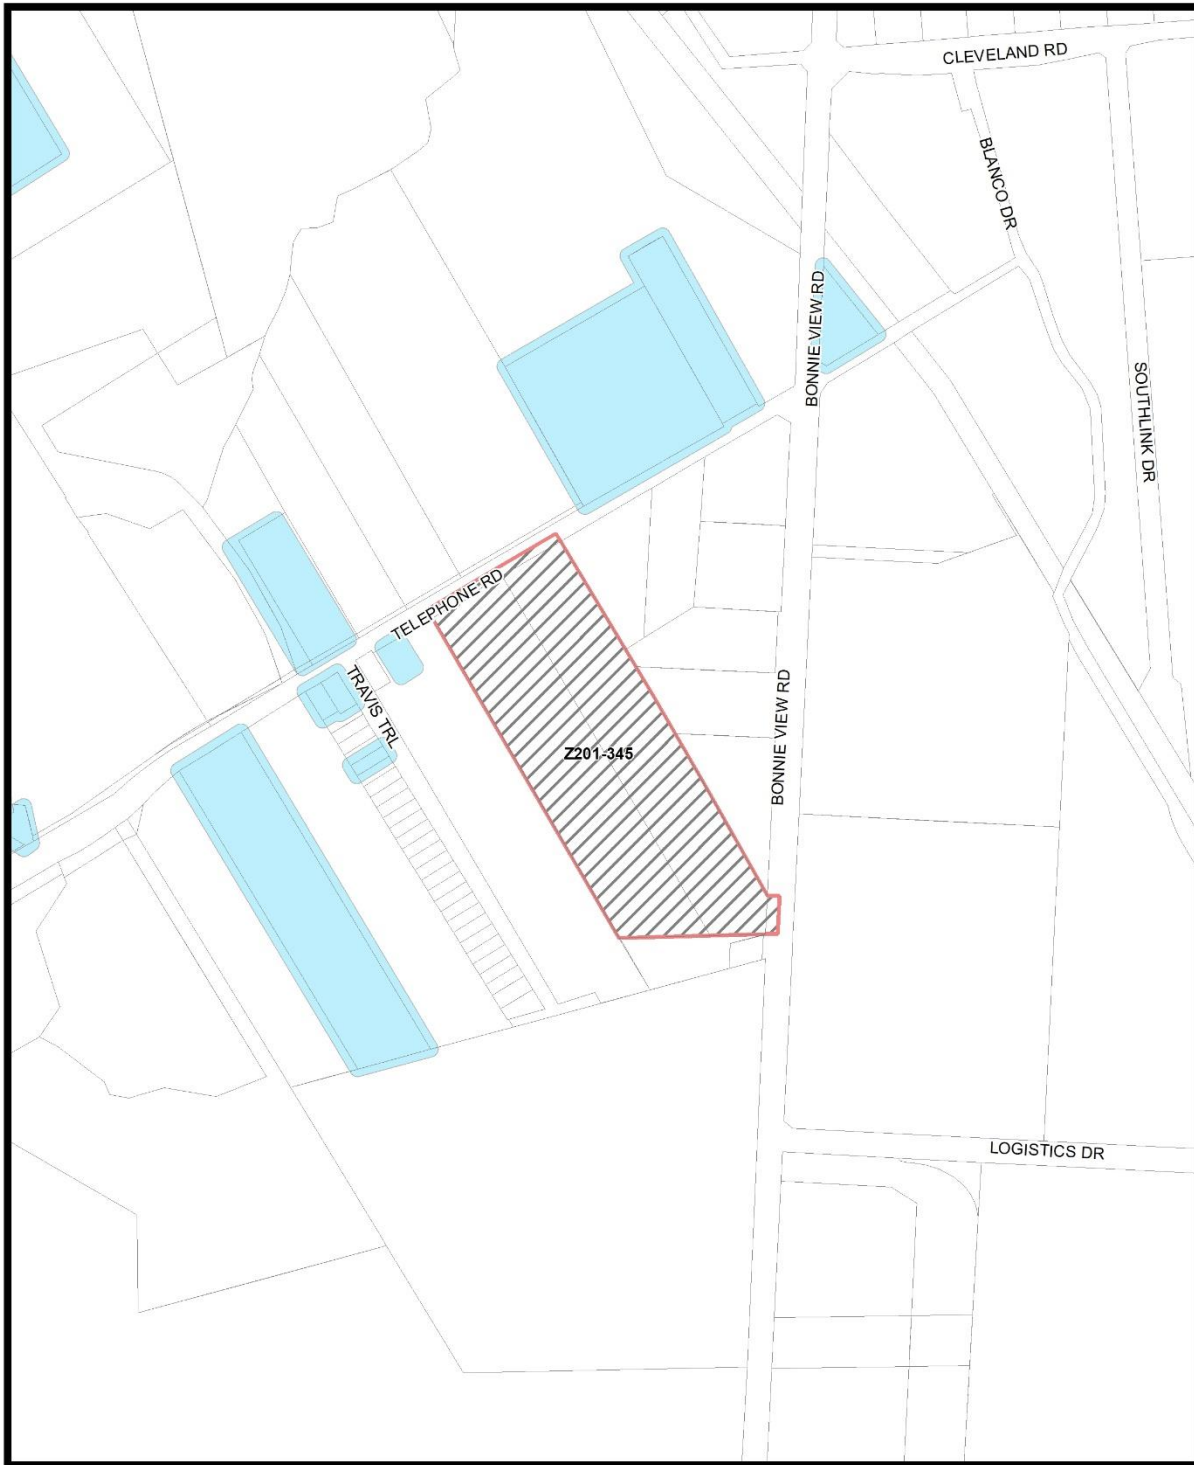 CLEVELAND RD
BLANCO DR
BONNIE VIEW RD
SOUTHLINK DR
TELEPHONE RD
TRAVIS TRL
BONNIE VIEW RD
Z201-345
LOGISTICS DR